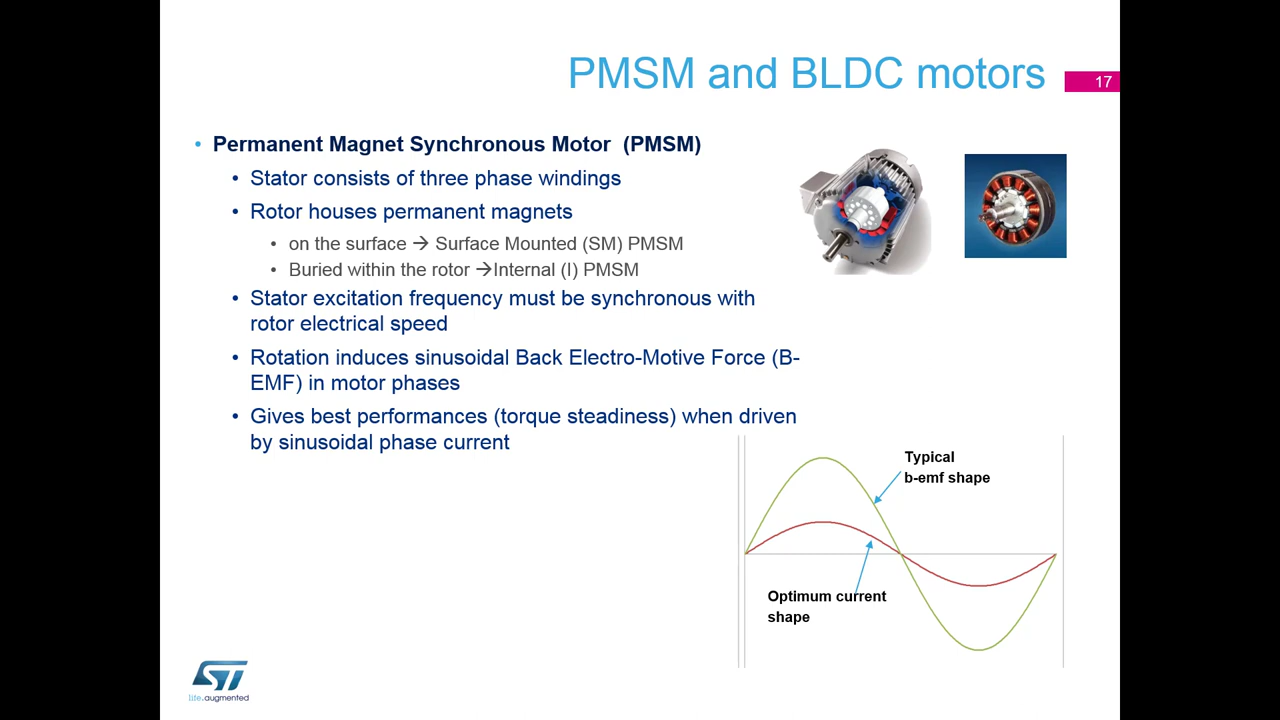 PMSM and BLDC motors
17
• Permanent Magnet Synchronous Motor (PMSM)
• Stator consists of three phase windings
• Rotor houses permanent magnets
• on the surface → Surface Mounted (SM) PMSM
• Buried within the rotor →Internal (I) PMSM
• Stator excitation frequency must be synchronous with
rotor electrical speed
• Rotation induces sinusoidal Back Electro-Motive Force (B-
EMF) in motor phases
• Gives best performances (torque steadiness) when driven
by sinusoidal phase current
Typical
b-emf shape
Optimum current
shape
ST
life.augmented